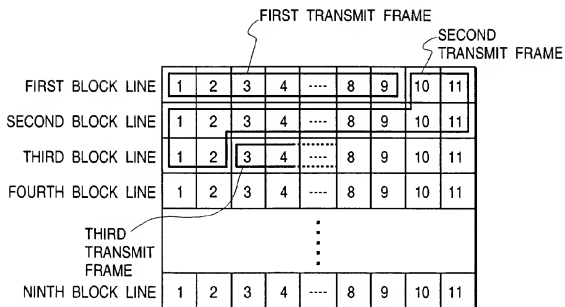 FIRST TRANSMIT FRAME
SECOND
TRANSMIT FRAME
FIRST BLOCK LINE 1 2 3 4 ---- 8 9 10 11
SECOND BLOCK LINE 1 2 3 4 ---- 8 9 10 11
THIRD BLOCK LINE 1 2 3 4 ---- 8 9 10 11
FOURTH BLOCK LINE 1 2 3 4 ---- 8 9 10 11
THIRD
TRANSMIT
FRAME
NINTH BLOCK LINE 1 2 3 4 ---- 8 9 10 11